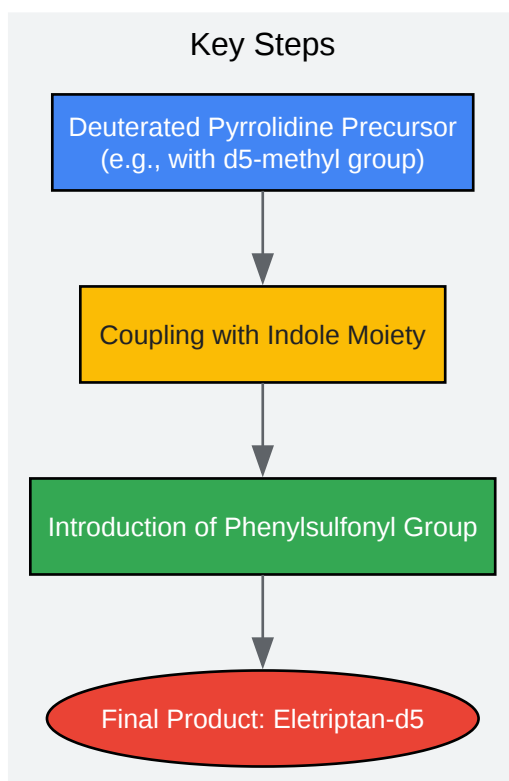 Key Steps
Deuterated Pyrrolidine Precursor
(e.g., with d5-methyl group)
Coupling with Indole Moiety
Introduction of Phenylsulfonyl Group
Final Product: Eletriptan-d5